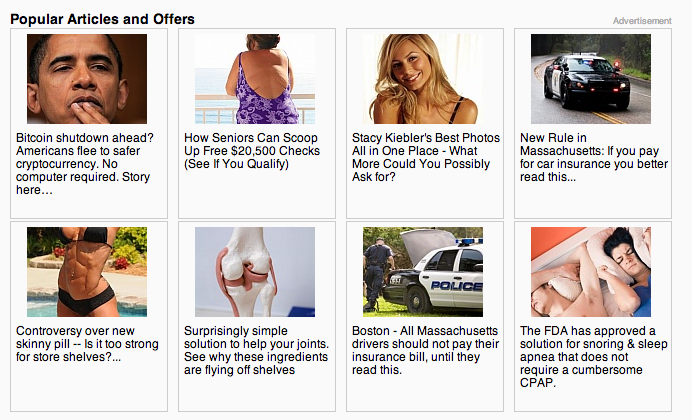 Popular Articles and Offers
Advertisement
Bitcoin shutdown ahead?
Americans flee to safer
cryptocurrency. No
computer required. Story
here…
How Seniors Can Scoop
Up Free $20,500 Checks
(See If You Qualify)
Stacy Kiebler's Best Photos
All in One Place - What
More Could You Possibly
Ask for?
New Rule in
Massachusetts: If you pay
for car insurance you better
read this...
Controversy over new
skinny pill -- Is it too strong
for store shelves?...
Surprisingly simple
solution to help your joints.
See why these ingredients
are flying off shelves
POLICE
Boston - All Massachusetts
drivers should not pay their
insurance bill, until they
read this.
The FDA has approved a
solution for snoring & sleep
apnea that does not
require a cumbersome
CPAP.